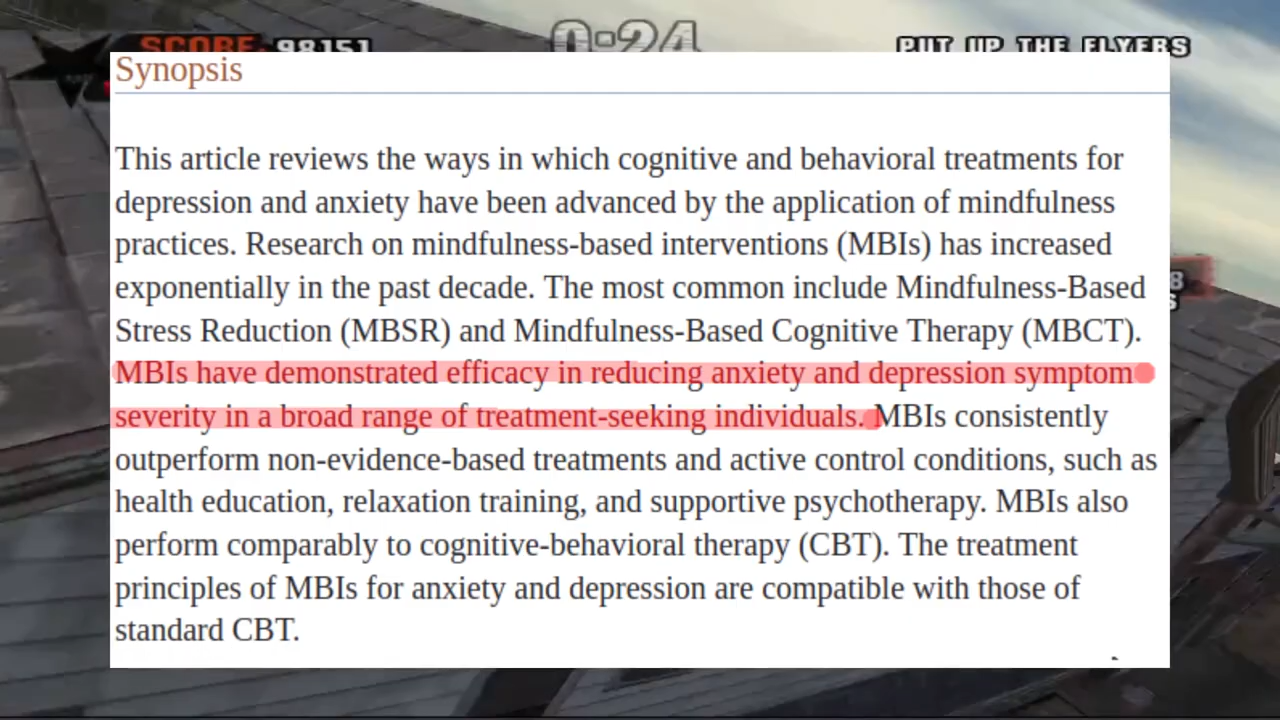 SCORE: 98151
0:24
PUT UP THE FLYERS
Synopsis
This article reviews the ways in which cognitive and behavioral treatments for
depression and anxiety have been advanced by the application of mindfulness
practices. Research on mindfulness-based interventions (MBIs) has increased
exponentially in the past decade. The most common include Mindfulness-Based
Stress Reduction (MBSR) and Mindfulness-Based Cognitive Therapy (MBCT).
MBIs have demonstrated efficacy in reducing anxiety and depression symptom
severity in a broad range of treatment-seeking individuals. MBIs consistently
outperform non-evidence-based treatments and active control conditions, such as
health education, relaxation training, and supportive psychotherapy. MBIs also
perform comparably to cognitive-behavioral therapy (CBT). The treatment
principles of MBIs for anxiety and depression are compatible with those of
standard CBT.